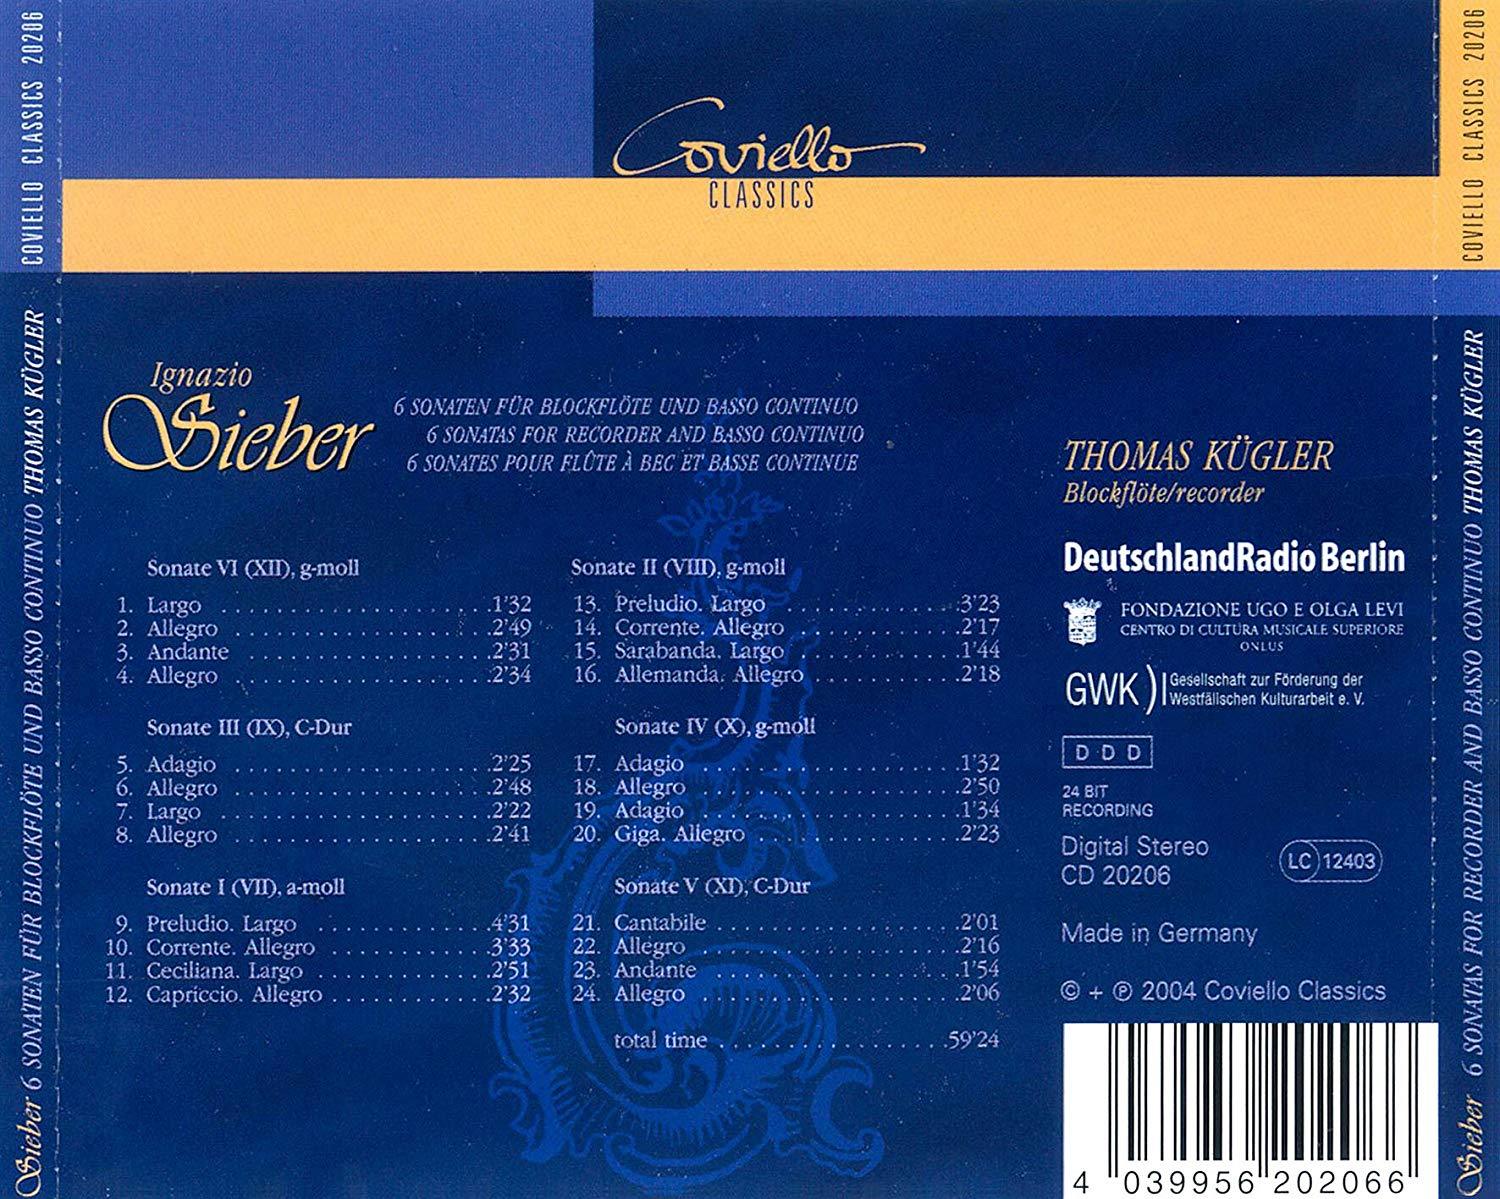 COVIELLO CLASSICS 20206
Sieber 6 SONATEN FÜR BLOCKFLÖTE UND BASSO CONTINUO THOMAS KÜGLER
Coviello
CLASSICS
Ignazio
Sieber
6 SONATEN FÜR BLOCKFLÖTE UND BASSO CONTINUO
6 SONATAS FOR RECORDER AND BASSO CONTINUO
6 SONATES POUR FLÛTE À BEC ET BASSE CONTINUE
Sonate VI (XII), g-moll
1. Largo 1'32
2. Allegro 2'49
3. Andante 2'31
4. Allegro 2'34
Sonate III (IX), C-Dur
5. Adagio 2'25
6. Allegro 2'48
7. Largo 2'22
8. Allegro 2'41
Sonate I (VII), a-moll
9. Preludio. Largo 4'31
10. Corrente. Allegro 3'33
11. Ceciliana. Largo 2'51
12. Capriccio. Allegro 2'32
Sonate II (VIII), g-moll
13. Preludio. Largo 3'23
14. Corrente. Allegro 2'17
15. Sarabanda. Largo 1'44
16. Allemanda. Allegro 2'18
Sonate IV (X), g-moll
17. Adagio 1'32
18. Allegro 2'50
19. Adagio 1'34
20. Giga. Allegro 2'23
Sonate V (XI), C-Dur
21. Cantabile 2'01
22. Allegro 2'16
23. Andante 1'54
24. Allegro 2'06
total time 59'24
THOMAS KÜGLER
Blockflöte/recorder
DeutschlandRadio Berlin
FONDAZIONE UGO E OLGA LEVI
CENTRO DI CULTURA MUSICALE SUPERIORE
ONLUS
GWK Gesellschaft zur Förderung der
Westfälischen Kulturarbeit e. V.
D D D
24 BIT
RECORDING
Digital Stereo
CD 20206
LC 12403
Made in Germany
© + ℗ 2004 Coviello Classics
4 039956 202066
COVIELLO CLASSICS 20206
Sieber 6 SONATAS FOR RECORDER AND BASSO CONTINUO THOMAS KÜGLER